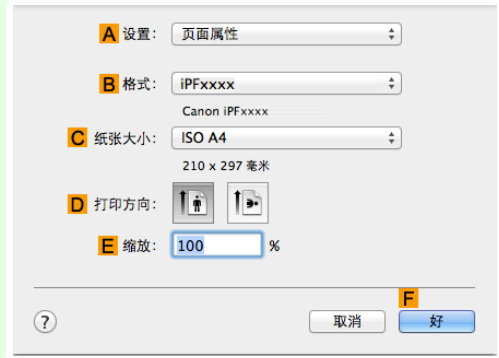 A 设置： 页面属性
B 格式： iPFxxxx
Canon iPFxxxx
C 纸张大小： ISO A4
210 x 297 毫米
D 打印方向：
E 缩放： 100 %
F
? 取消 好